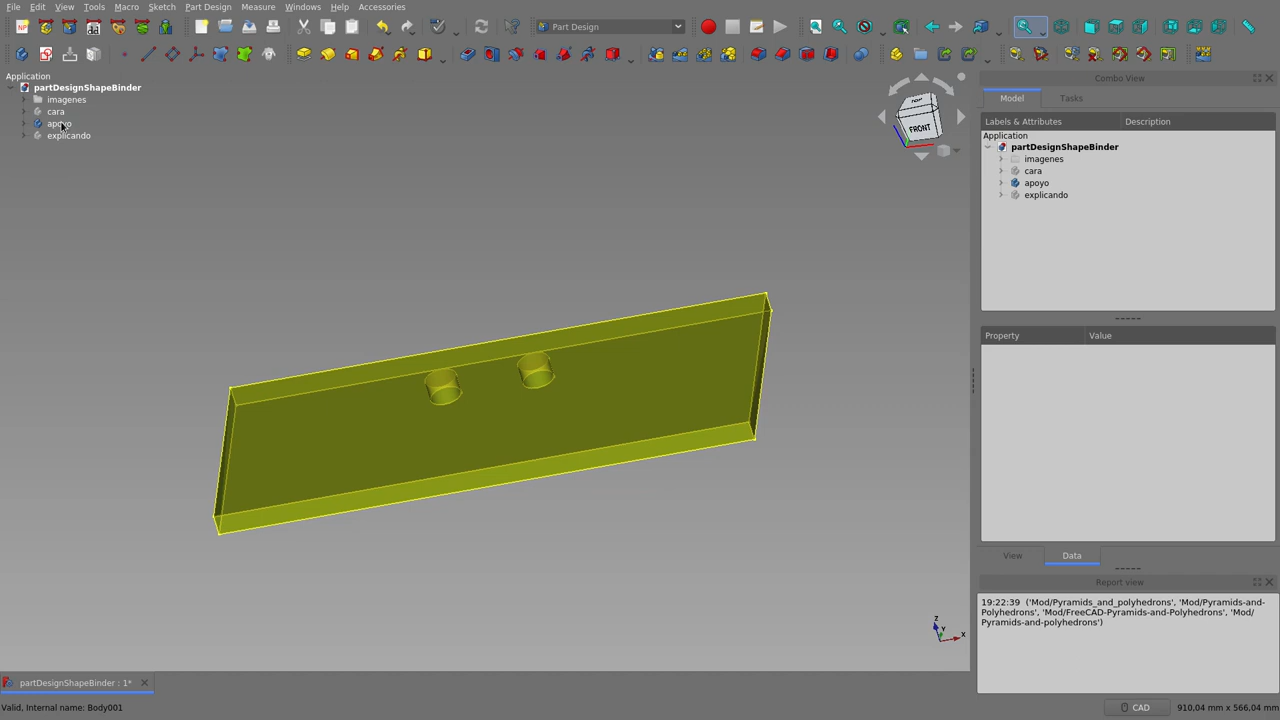 File Edit View Tools Macro Sketch Part Design Measure Windows Help Accessories
Part Design
Application
partDesignShapeBinder
imagenes
cara
apoyo
explicando
TOP
FRONT
Z
Y
X
Combo View
Model Tasks
Labels & Attributes Description
Application
partDesignShapeBinder
imagenes
cara
apoyo
explicando
Property Value
View Data
Report view
19:22:39 ('Mod/Pyramids_and_polyhedrons', 'Mod/Pyramids-and-
Polyhedrons', 'Mod/FreeCAD-Pyramids-and-Polyhedrons', 'Mod/
Pyramids-and-polyhedrons')
partDesignShapeBinder : 1*
Valid, Internal name: Body001
CAD 910,04 mm x 566,04 mm